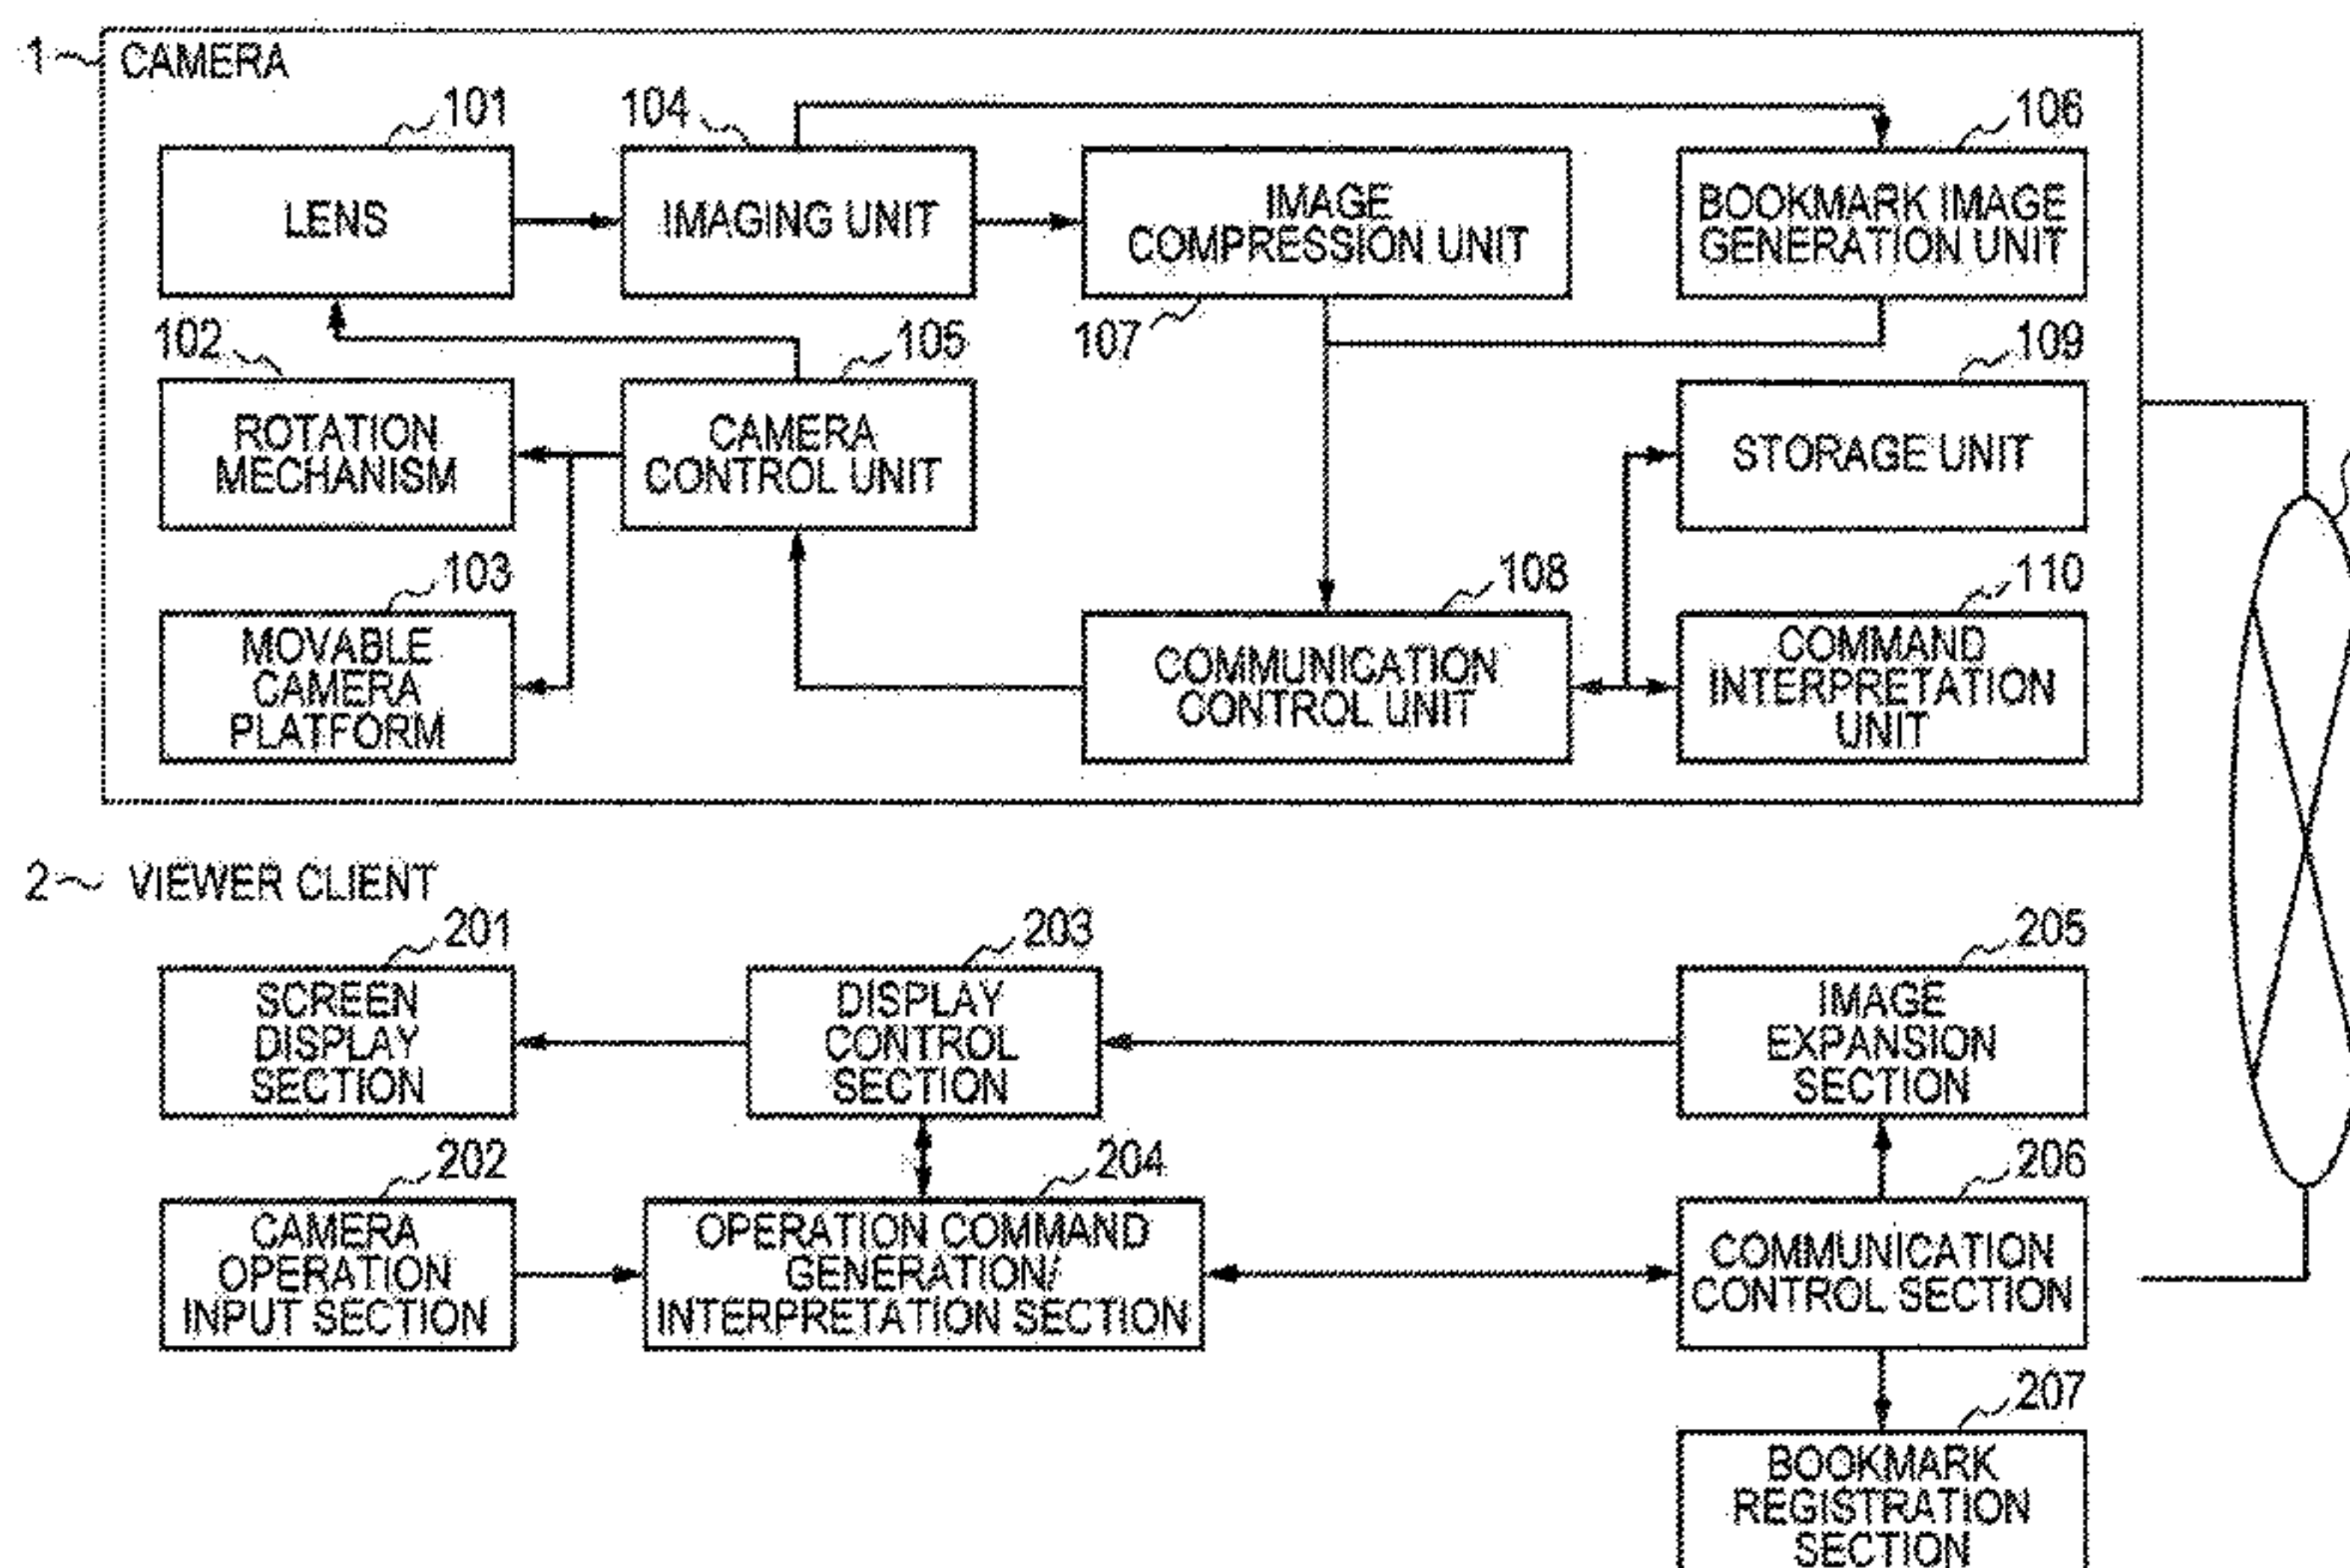 1 CAMERA
101
104
106
LENS
IMAGING UNIT
IMAGE
COMPRESSION UNIT
BOOKMARK IMAGE
GENERATION UNIT
102
105
107
109
ROTATION
MECHANISM
CAMERA
CONTROL UNIT
STORAGE UNIT
103
108
110
MOVABLE
CAMERA
PLATFORM
COMMUNICATION
CONTROL UNIT
COMMAND
INTERPRETATION
UNIT
2 VIEWER CLIENT
201
203
205
SCREEN
DISPLAY
SECTION
DISPLAY
CONTROL
SECTION
IMAGE
EXPANSION
SECTION
202
204
206
CAMERA
OPERATION
INPUT SECTION
OPERATION COMMAND
GENERATION/
INTERPRETATION SECTION
COMMUNICATION
CONTROL SECTION
207
BOOKMARK
REGISTRATION
SECTION